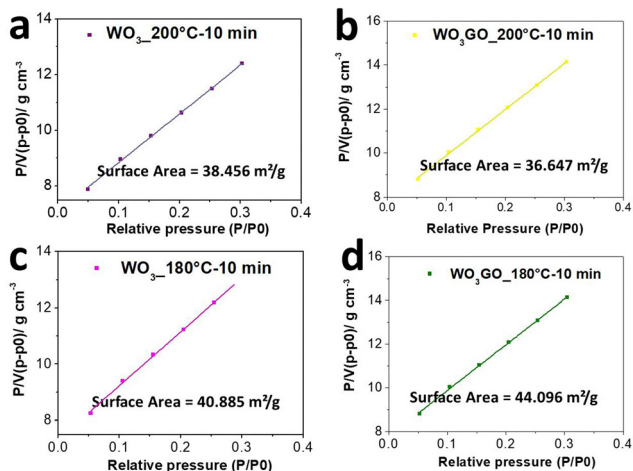 a
WO₃_200°C-10 min
P/V(p-p0)/ g cm⁻³
14
12
10
8
Surface Area = 38.456 m²/g
0.0 0.1 0.2 0.3 0.4
Relative pressure (P/P0)
b
WO₃GO_200°C-10 min
P/V(p-p0)/ g cm⁻³
16
14
12
10
8
Surface Area = 36.647 m²/g
0.0 0.1 0.2 0.3 0.4
Relative Pressure (P/P0)
c
WO₃_180°C-10 min
P/V(p-p0)/ g cm⁻³
14
12
10
8
Surface Area = 40.885 m²/g
0.0 0.1 0.2 0.3 0.4
Relative pressure (P/P0)
d
WO₃GO_180°C-10 min
P/V(p-p0)/ g cm⁻³
16
14
12
10
8
Surface Area = 44.096 m²/g
0.0 0.1 0.2 0.3 0.4
Relative pressure (P/P0)